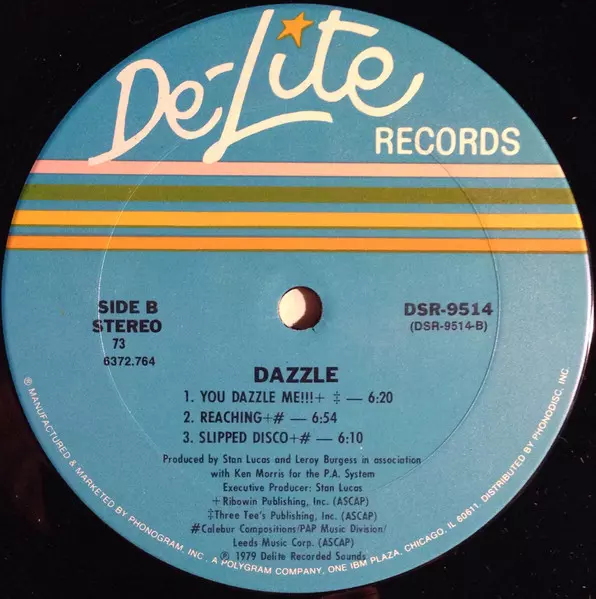 De-Lite
RECORDS
SIDE B
STEREO
73
6372.764
DSR-9514
(DSR-9514-B)
DAZZLE
1. YOU DAZZLE ME!!!+ ‡ — 6:20
2. REACHING+# — 6:54
3. SLIPPED DISCO+# — 6:10
Produced by Stan Lucas and Leroy Burgess in association
with Ken Morris for the P.A. System
Executive Producer: Stan Lucas
+Ribowin Publishing, Inc. (ASCAP)
‡Three Tee's Publishing, Inc. (ASCAP)
#Calebur Compositions/PAP Music Division/
Leeds Music Corp. (ASCAP)
℗ 1979 Delite Recorded Sounds
® MANUFACTURED & MARKETED BY PHONOGRAM, INC., A POLYGRAM COMPANY, ONE IBM PLAZA, CHICAGO, IL 60611. DISTRIBUTED BY PHONODISC, INC.